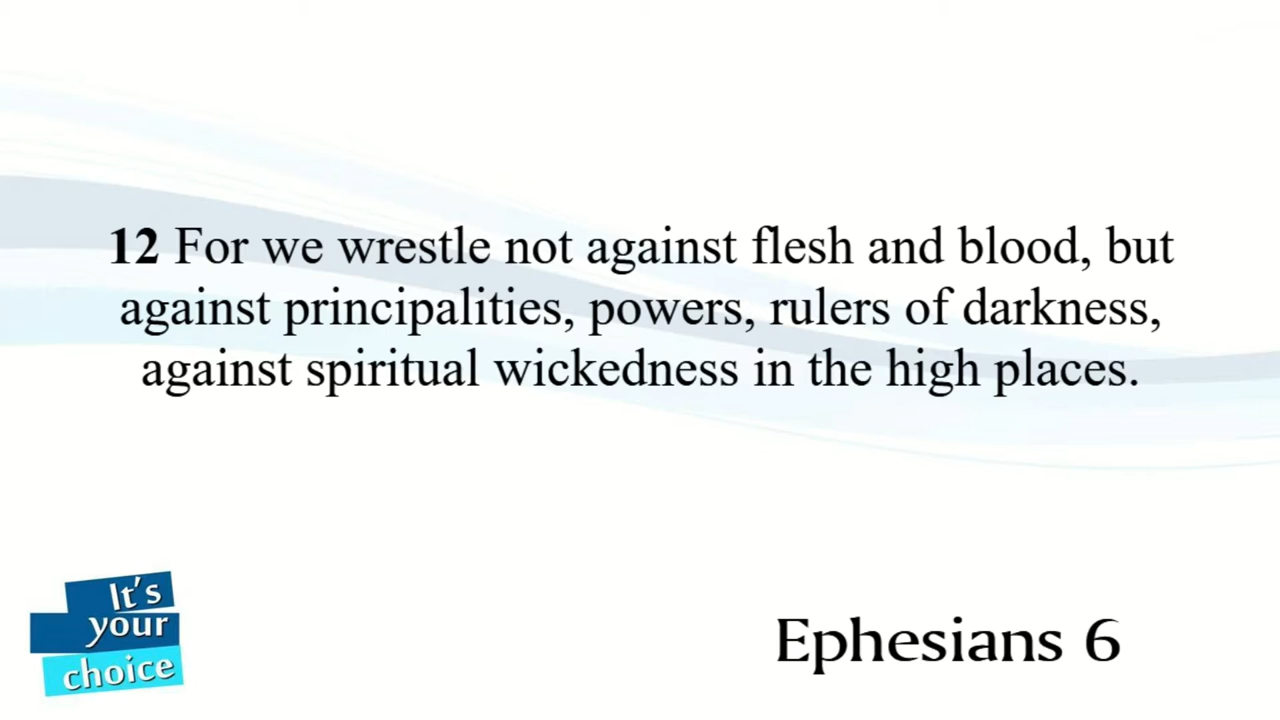 12 For we wrestle not against flesh and blood, but
against principalities, powers, rulers of darkness,
against spiritual wickedness in the high places.
It's
your
choice
Ephesians 6